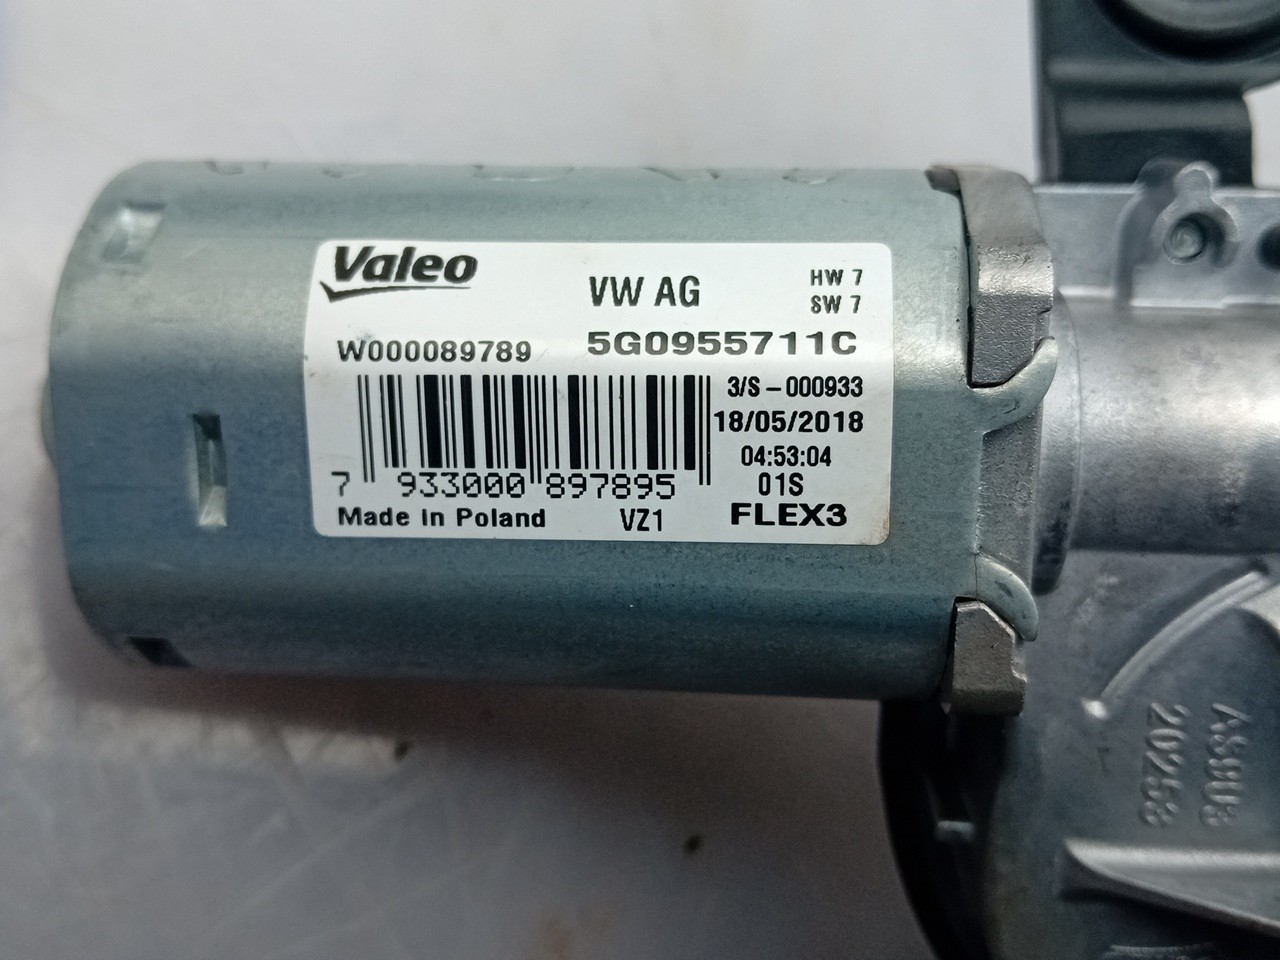 Valeo
VW AG
HW 7
SW 7
W000089789
5G0955711C
3/S-000933
18/05/2018
04:53:04
7 933000 897895
01S
Made in Poland
VZ1
FLEX3
20253